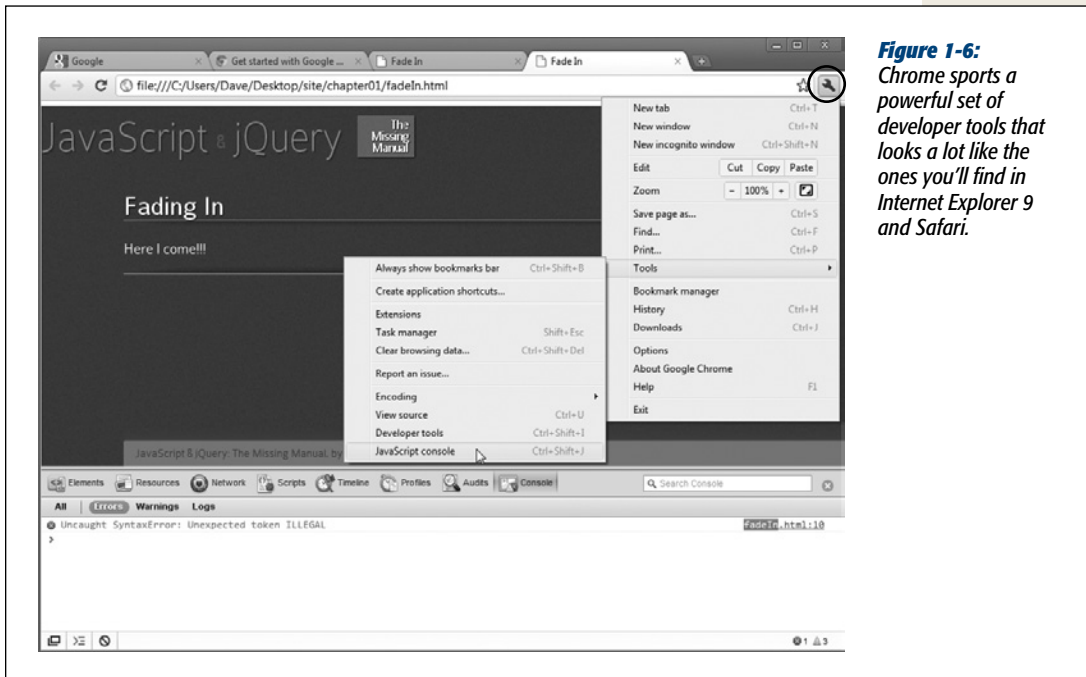 Google
Get started with Google ...
Fade In
Fade In
file:///C:/Users/Dave/Desktop/site/chapter01/fadeIn.html
JavaScript & jQuery
The
Missing
Manual
Fading In
Here I come!!!
JavaScript & jQuery: The Missing Manual, by
New tab Ctrl+T
New window Ctrl+N
New incognito window Ctrl+Shift+N
Edit Cut Copy Paste
Zoom - 100% +
Save page as... Ctrl+S
Find... Ctrl+F
Print... Ctrl+P
Tools
Bookmark manager
History Ctrl+H
Downloads Ctrl+J
Options
About Google Chrome
Help F1
Exit
Always show bookmarks bar Ctrl+Shift+B
Create application shortcuts...
Extensions
Task manager Shift+Esc
Clear browsing data... Ctrl+Shift+Del
Report an issue...
Encoding
View source Ctrl+U
Developer tools Ctrl+Shift+I
JavaScript console Ctrl+Shift+J
Elements Resources Network Scripts Timeline Profiles Audits Console Search Console
All Errors Warnings Logs
Uncaught SyntaxError: Unexpected token ILLEGAL fadeIn.html:10
>
1 3
Figure 1-6:
Chrome sports a
powerful set of
developer tools that
looks a lot like the
ones you'll find in
Internet Explorer 9
and Safari.